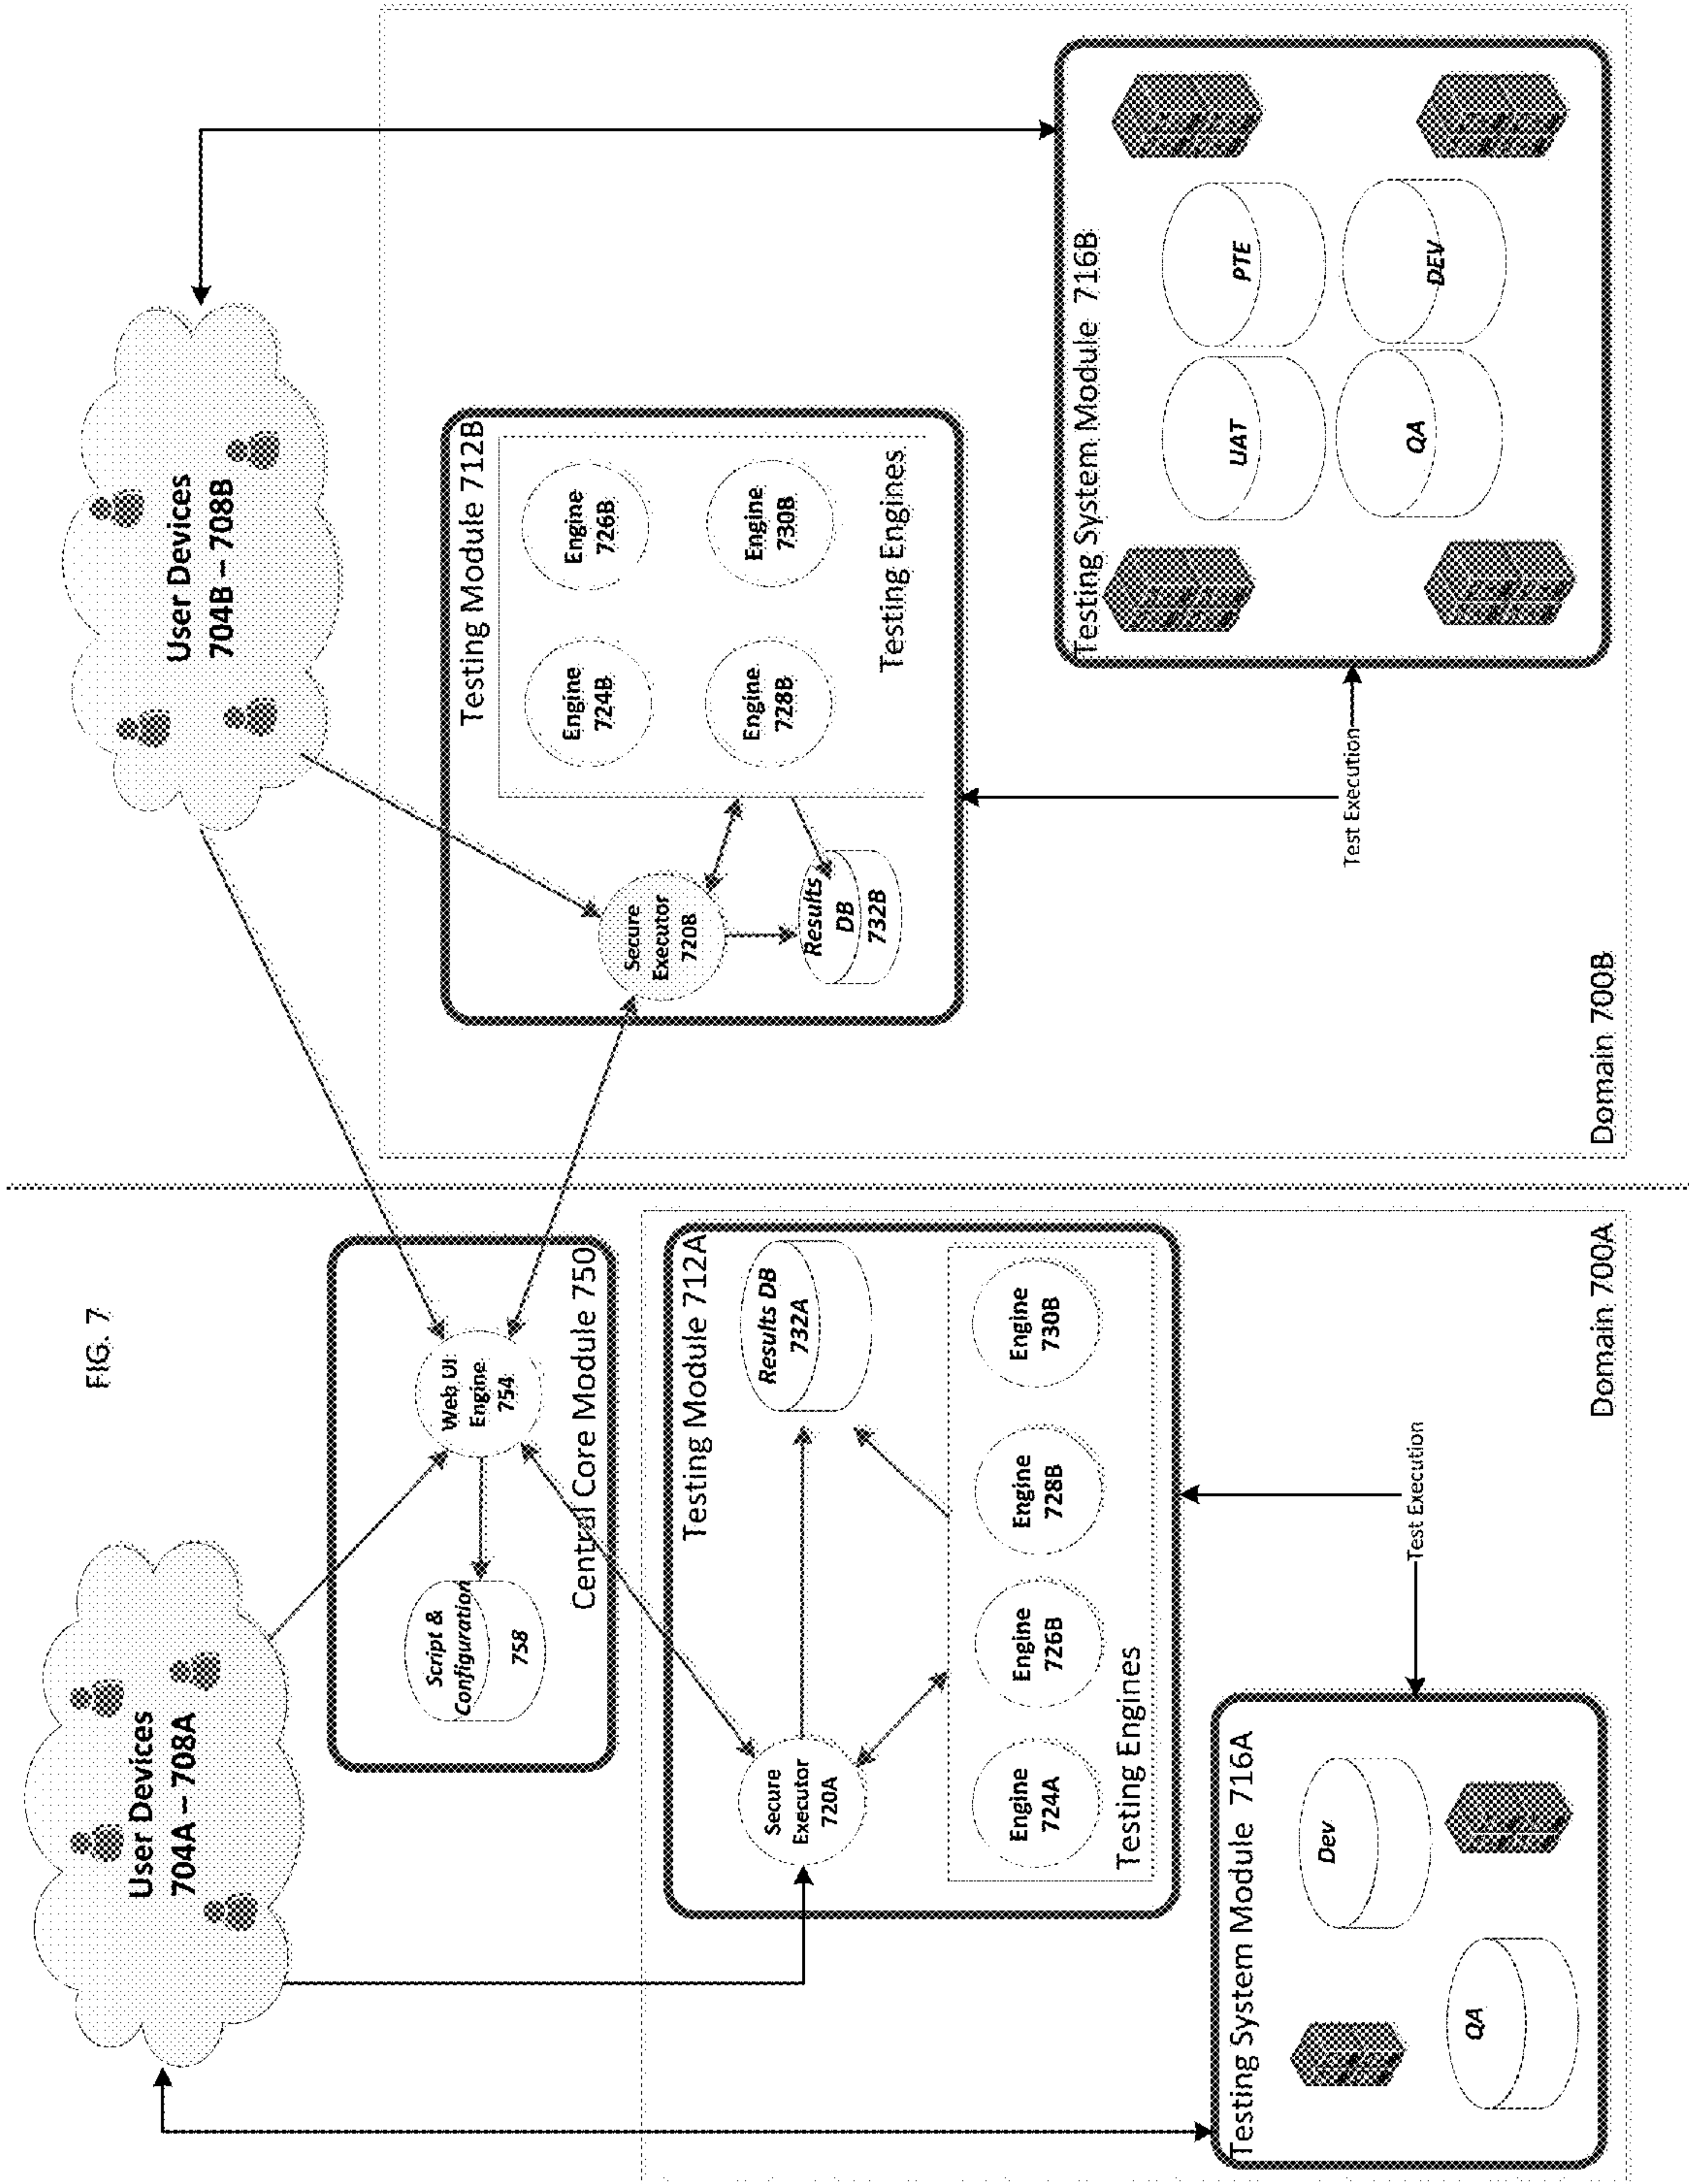 FIG. 7
User Devices
704A – 708A
User Devices
704B – 708B
Web UI
Engine
754
Script &
Configuration
758
Central Core Module 750
Testing Module 712A
Secure
Executor
720A
Results DB
732A
Engine
724A
Engine
726B
Engine
728B
Engine
730B
Testing Engines
Testing System Module 716A
Dev
QA
Test Execution
Domain 700A
Testing Module 712B
Secure
Executor
720B
Results
DB
732B
Engine
724B
Engine
726B
Engine
728B
Engine
730B
Testing Engines
Testing System Module 716B
UAT
PTE
QA
DEV
Test Execution
Domain 700B